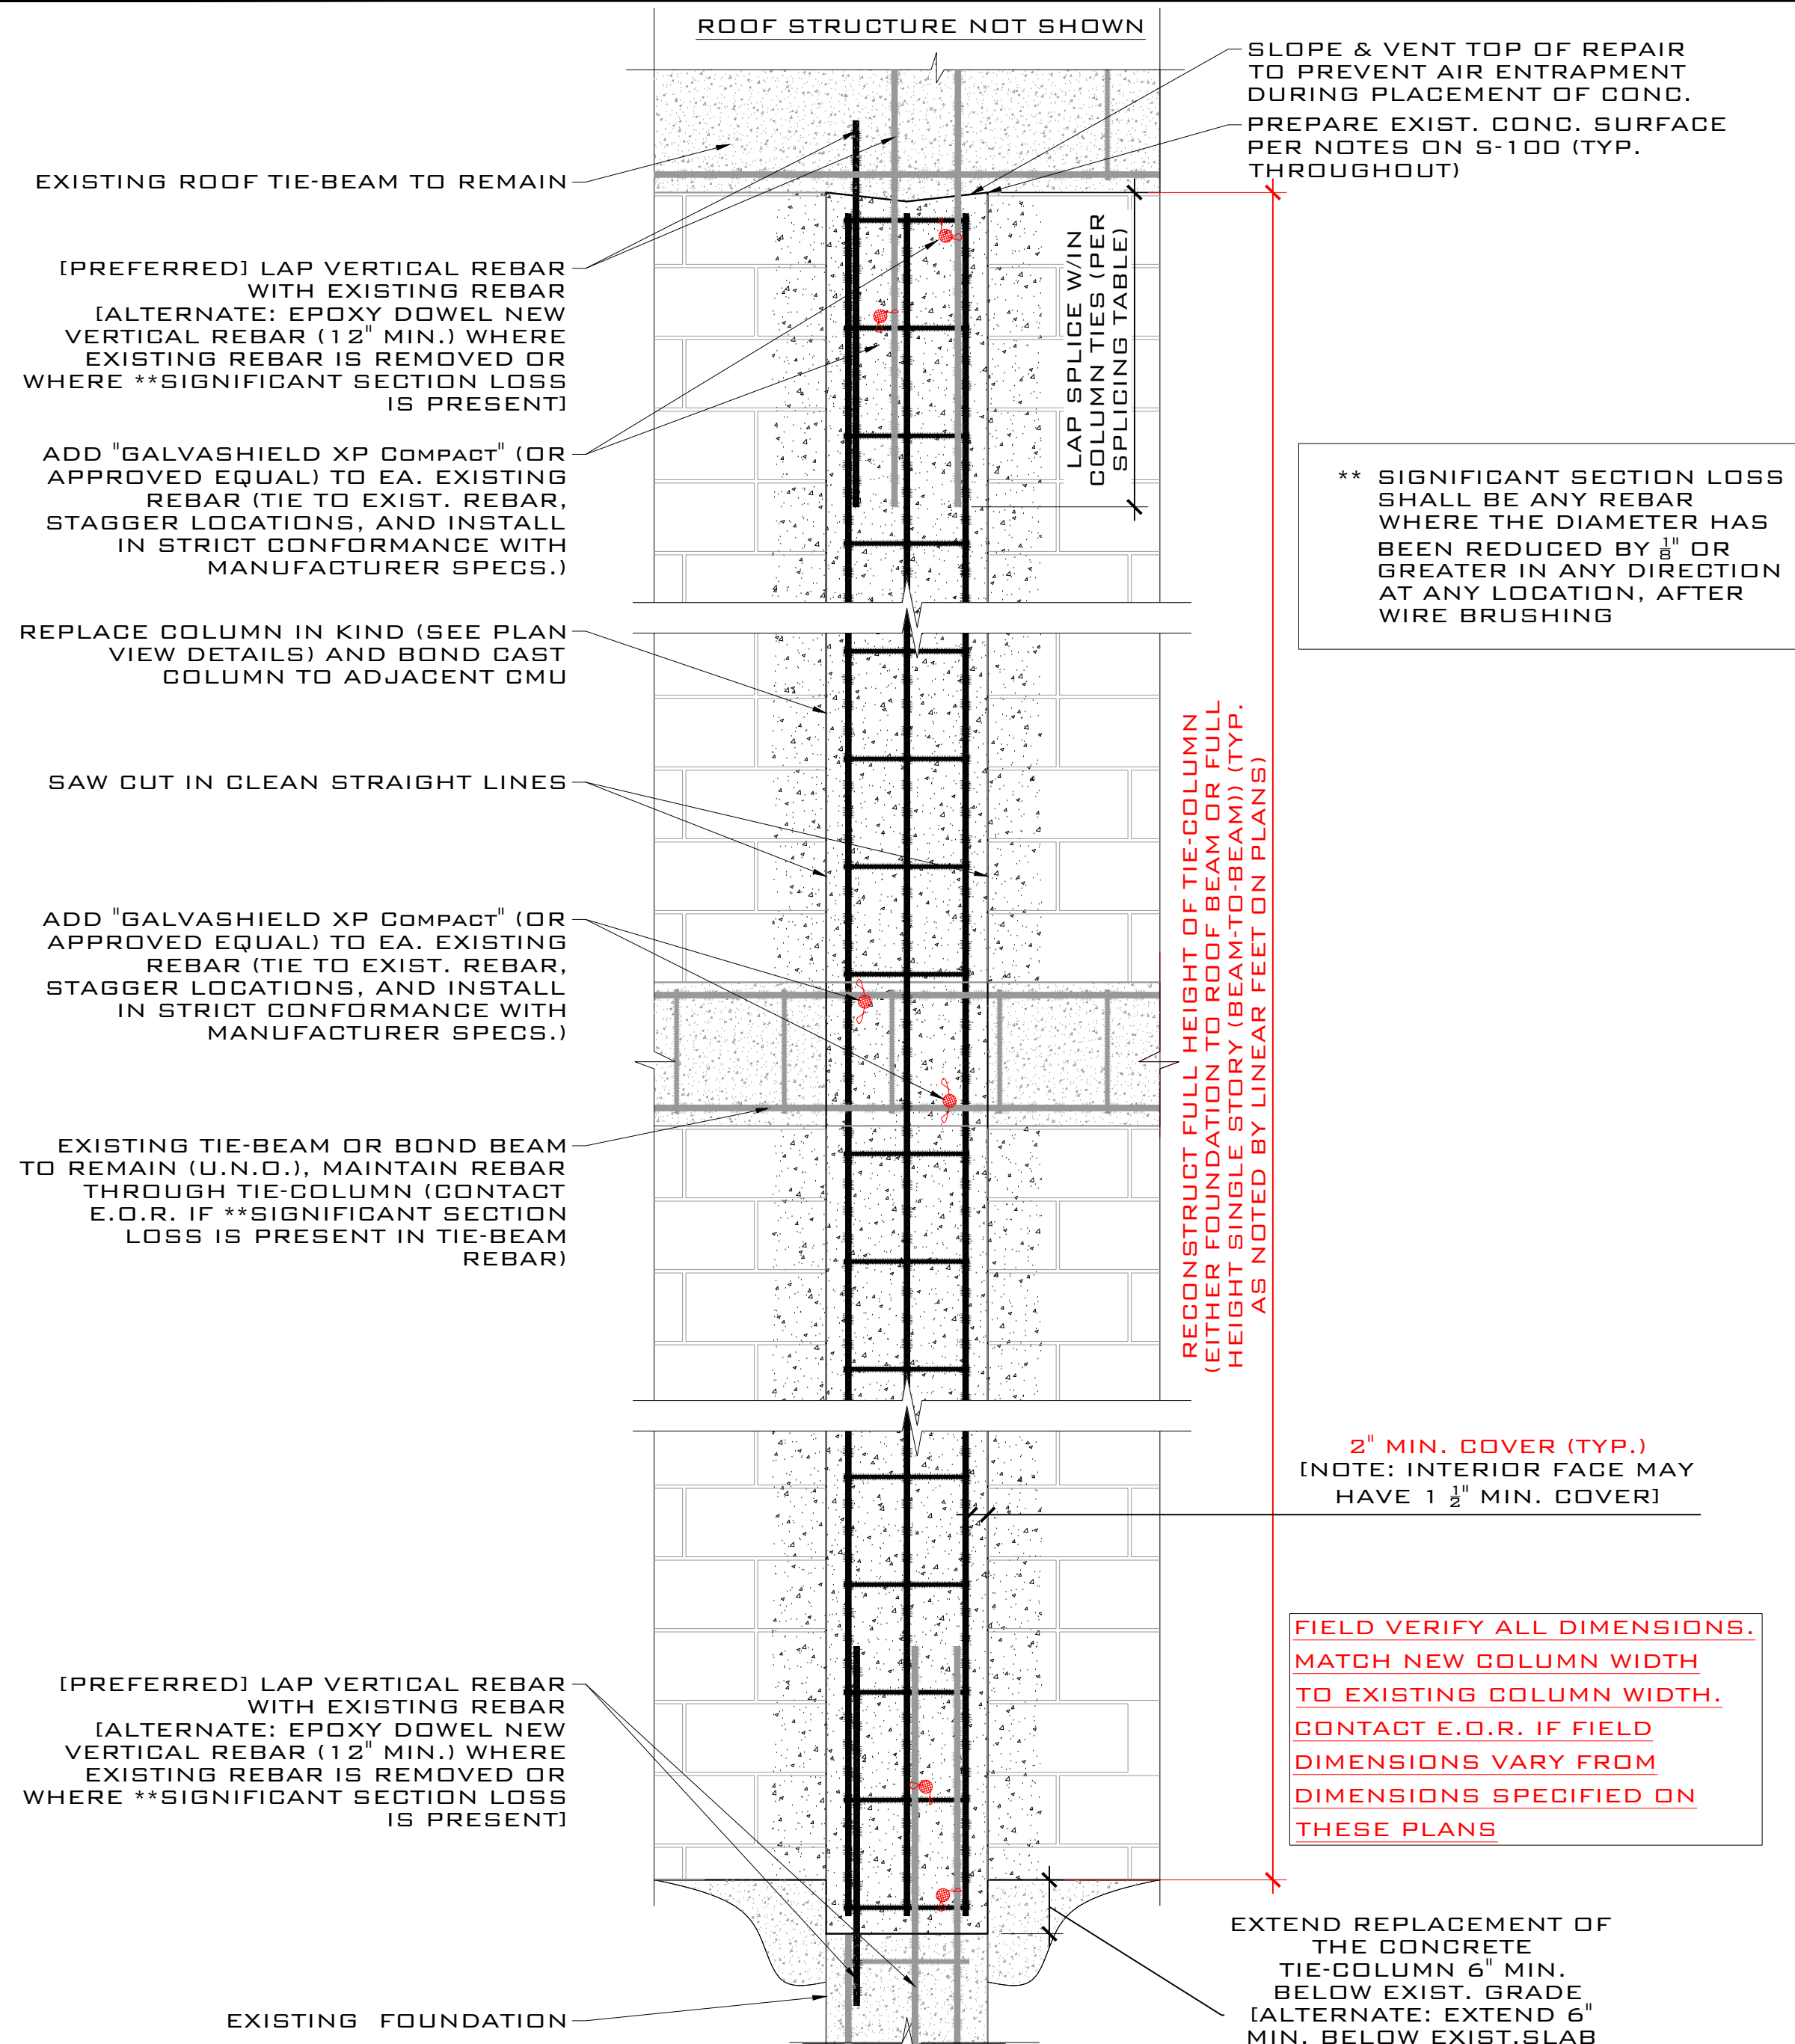 ROOF STRUCTURE NOT SHOWN
SLOPE & VENT TOP OF REPAIR
TO PREVENT AIR ENTRAPMENT
DURING PLACEMENT OF CONC.
PREPARE EXIST. CONC. SURFACE
PER NOTES ON S-100 (TYP.
THROUGHOUT)
EXISTING ROOF TIE-BEAM TO REMAIN
[PREFERRED] LAP VERTICAL REBAR
WITH EXISTING REBAR
[ALTERNATE: EPOXY DOWEL NEW
VERTICAL REBAR (12" MIN.) WHERE
EXISTING REBAR IS REMOVED OR
WHERE **SIGNIFICANT SECTION LOSS
IS PRESENT]
LAP SPLICE W/IN
COLUMN TIES (PER
SPLICING TABLE)
ADD "GALVASHIELD XP COMPACT" (OR
APPROVED EQUAL) TO EA. EXISTING
REBAR (TIE TO EXIST. REBAR,
STAGGER LOCATIONS, AND INSTALL
IN STRICT CONFORMANCE WITH
MANUFACTURER SPECS.)
** SIGNIFICANT SECTION LOSS
SHALL BE ANY REBAR
WHERE THE DIAMETER HAS
BEEN REDUCED BY 1/8" OR
GREATER IN ANY DIRECTION
AT ANY LOCATION, AFTER
WIRE BRUSHING
REPLACE COLUMN IN KIND (SEE PLAN
VIEW DETAILS) AND BOND CAST
COLUMN TO ADJACENT CMU
SAW CUT IN CLEAN STRAIGHT LINES
RECONSTRUCT FULL HEIGHT OF TIE-COLUMN
(EITHER FOUNDATION TO ROOF BEAM OR FULL
HEIGHT SINGLE STORY (BEAM-TO-BEAM)) (TYP.
AS NOTED BY LINEAR FEET ON PLANS)
ADD "GALVASHIELD XP COMPACT" (OR
APPROVED EQUAL) TO EA. EXISTING
REBAR (TIE TO EXIST. REBAR,
STAGGER LOCATIONS, AND INSTALL
IN STRICT CONFORMANCE WITH
MANUFACTURER SPECS.)
EXISTING TIE-BEAM OR BOND BEAM
TO REMAIN (U.N.O.), MAINTAIN REBAR
THROUGH TIE-COLUMN (CONTACT
E.O.R. IF **SIGNIFICANT SECTION
LOSS IS PRESENT IN TIE-BEAM
REBAR)
2" MIN. COVER (TYP.)
[NOTE: INTERIOR FACE MAY
HAVE 1 1/2" MIN. COVER]
FIELD VERIFY ALL DIMENSIONS.
MATCH NEW COLUMN WIDTH
TO EXISTING COLUMN WIDTH.
CONTACT E.O.R. IF FIELD
DIMENSIONS VARY FROM
DIMENSIONS SPECIFIED ON
THESE PLANS
[PREFERRED] LAP VERTICAL REBAR
WITH EXISTING REBAR
[ALTERNATE: EPOXY DOWEL NEW
VERTICAL REBAR (12" MIN.) WHERE
EXISTING REBAR IS REMOVED OR
WHERE **SIGNIFICANT SECTION LOSS
IS PRESENT]
EXISTING FOUNDATION
EXTEND REPLACEMENT OF
THE CONCRETE
TIE-COLUMN 6" MIN.
BELOW EXIST. GRADE
[ALTERNATE: EXTEND 6"
MIN. BELOW EXIST.SLAB